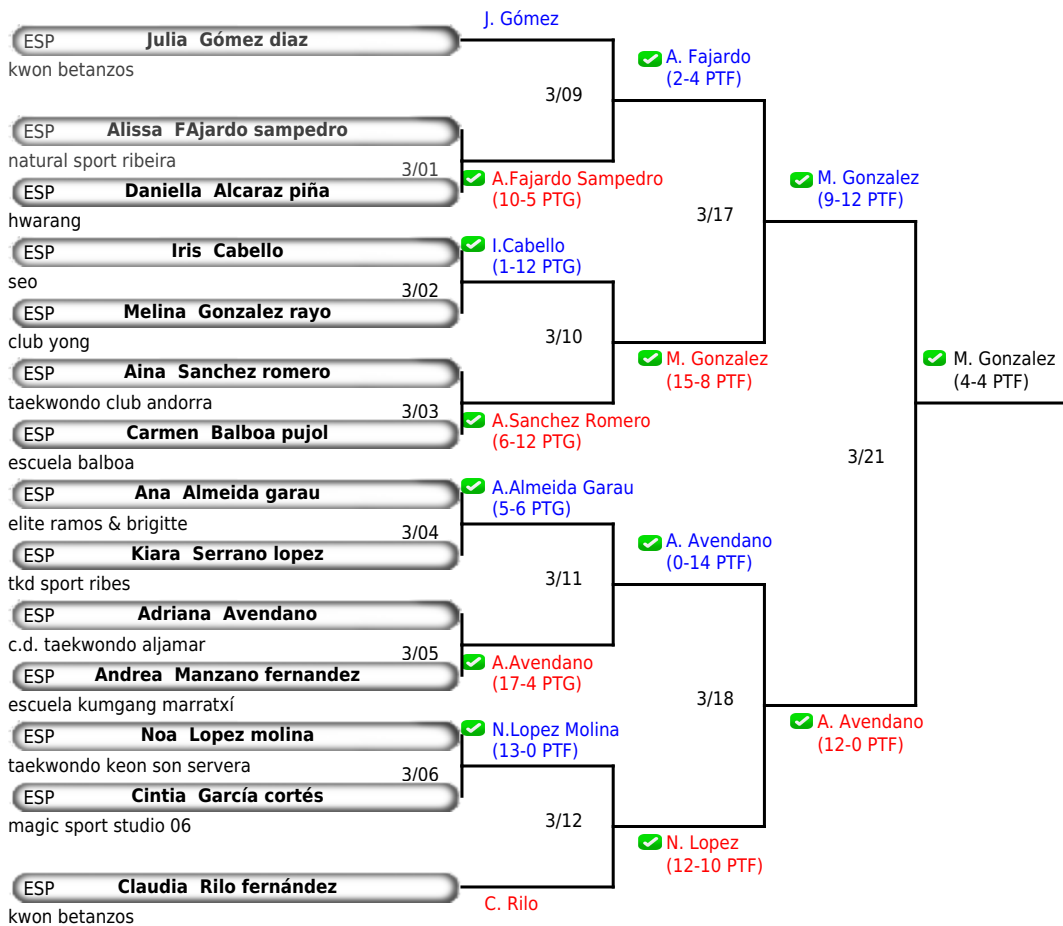 J. Gómez
ESP Julia Gómez diaz
kwon betanzos
A. Fajardo
(2-4 PTF)
3/09
ESP Alissa FAjardo sampedro
natural sport ribeira
3/01
A.Fajardo Sampedro
(10-5 PTG)
ESP Daniella Alcaraz piña
hwarang
M. Gonzalez
(9-12 PTF)
3/17
ESP Iris Cabello
seo
I.Cabello
(1-12 PTG)
3/02
ESP Melina Gonzalez rayo
club yong
3/10
M. Gonzalez
(15-8 PTF)
M. Gonzalez
(4-4 PTF)
ESP Aina Sanchez romero
taekwondo club andorra
3/03
A.Sanchez Romero
(6-12 PTG)
ESP Carmen Balboa pujol
escuela balboa
3/21
ESP Ana Almeida garau
elite ramos & brigitte
A.Almeida Garau
(5-6 PTG)
3/04
ESP Kiara Serrano lopez
tkd sport ribes
A. Avendano
(0-14 PTF)
3/11
ESP Adriana Avendano
c.d. taekwondo aljamar
3/05
A.Avendano
(17-4 PTG)
ESP Andrea Manzano fernandez
escuela kumgang marratxí
3/18
A. Avendano
(12-0 PTF)
ESP Noa Lopez molina
taekwondo keon son servera
N.Lopez Molina
(13-0 PTF)
3/06
ESP Cintia García cortés
magic sport studio 06
3/12
N. Lopez
(12-10 PTF)
ESP Claudia Rilo fernández
kwon betanzos
C. Rilo